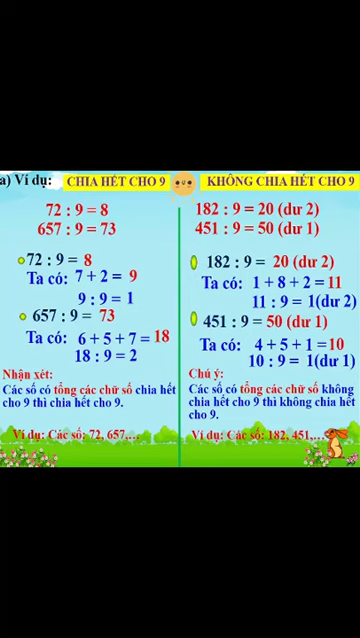 a) Ví dụ:
CHIA HẾT CHO 9
72 : 9 = 8
657 : 9 = 73
72 : 9 = 8
Ta có: 7 + 2 = 9
9 : 9 = 1
657 : 9 = 73
Ta có: 6 + 5 + 7 = 18
18 : 9 = 2
Nhận xét:
Các số có tổng các chữ số chia hết
cho 9 thì chia hết cho 9.
Ví dụ: Các số: 72, 657,…
KHÔNG CHIA HẾT CHO 9
182 : 9 = 20 (dư 2)
451 : 9 = 50 (dư 1)
182 : 9 = 20 (dư 2)
Ta có: 1 + 8 + 2 = 11
11 : 9 = 1(dư 2)
451 : 9 = 50 (dư 1)
Ta có: 4 + 5 + 1 = 10
10 : 9 = 1(dư 1)
Chú ý:
Các số có tổng các chữ số không
chia hết cho 9 thì không chia hết
cho 9.
Ví dụ: Các số: 182, 451,…